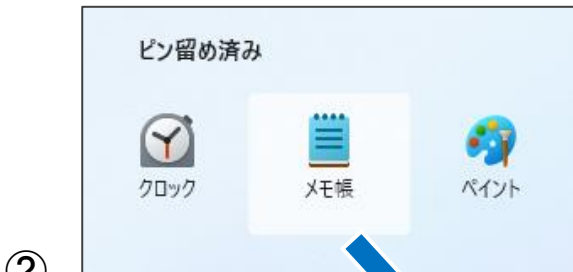 ピン留め済み
クロック メモ帳 ペイント
②